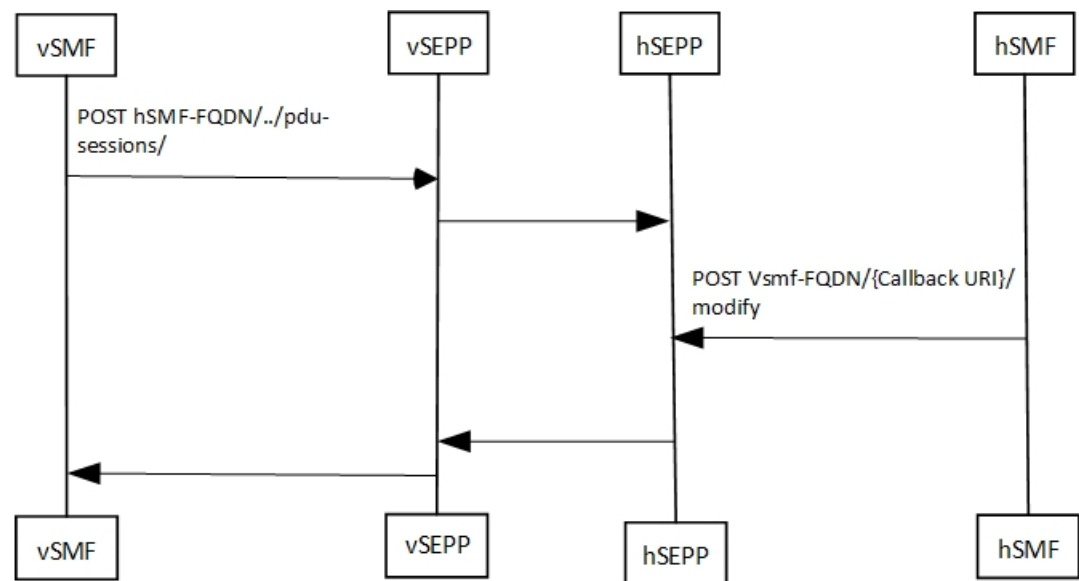 vSMF
vSEPP
hSEPP
hSMF
POST hSMF-FQDN/../pdu-
sessions/
POST Vsmf-FQDN/{Callback URI}/
modify
vSMF
vSEPP
hSEPP
hSMF